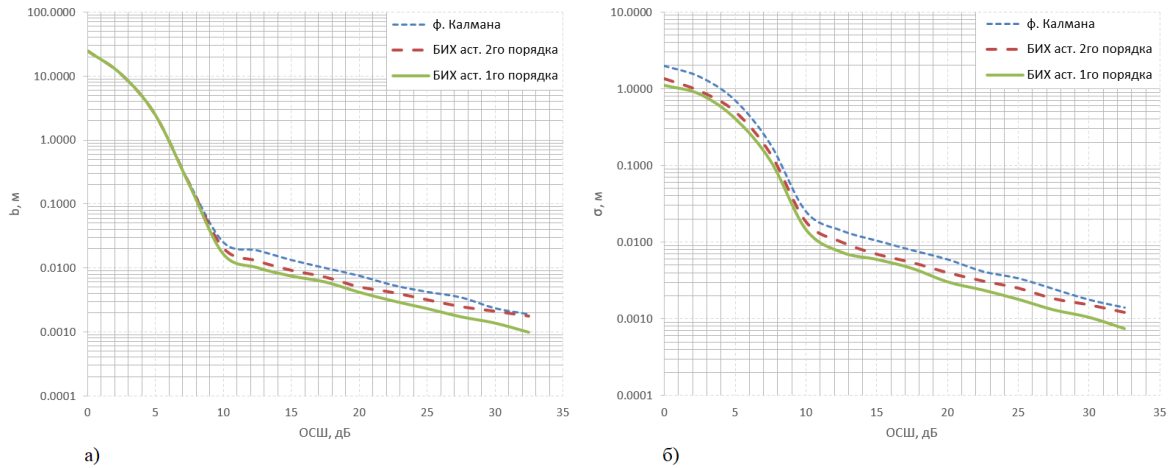 100.0000
10.0000
1.0000
0.1000
0.0100
0.0010
0.0001
b, м
0 5 10 15 20 25 30 35
ОСШ, дБ
ф. Калмана
БИХ аст. 2го порядка
БИХ аст. 1го порядка
а)
10.0000
1.0000
0.1000
0.0100
0.0010
0.0001
σ, м
0 5 10 15 20 25 30 35
ОСШ, дБ
ф. Калмана
БИХ аст. 2го порядка
БИХ аст. 1го порядка
б)